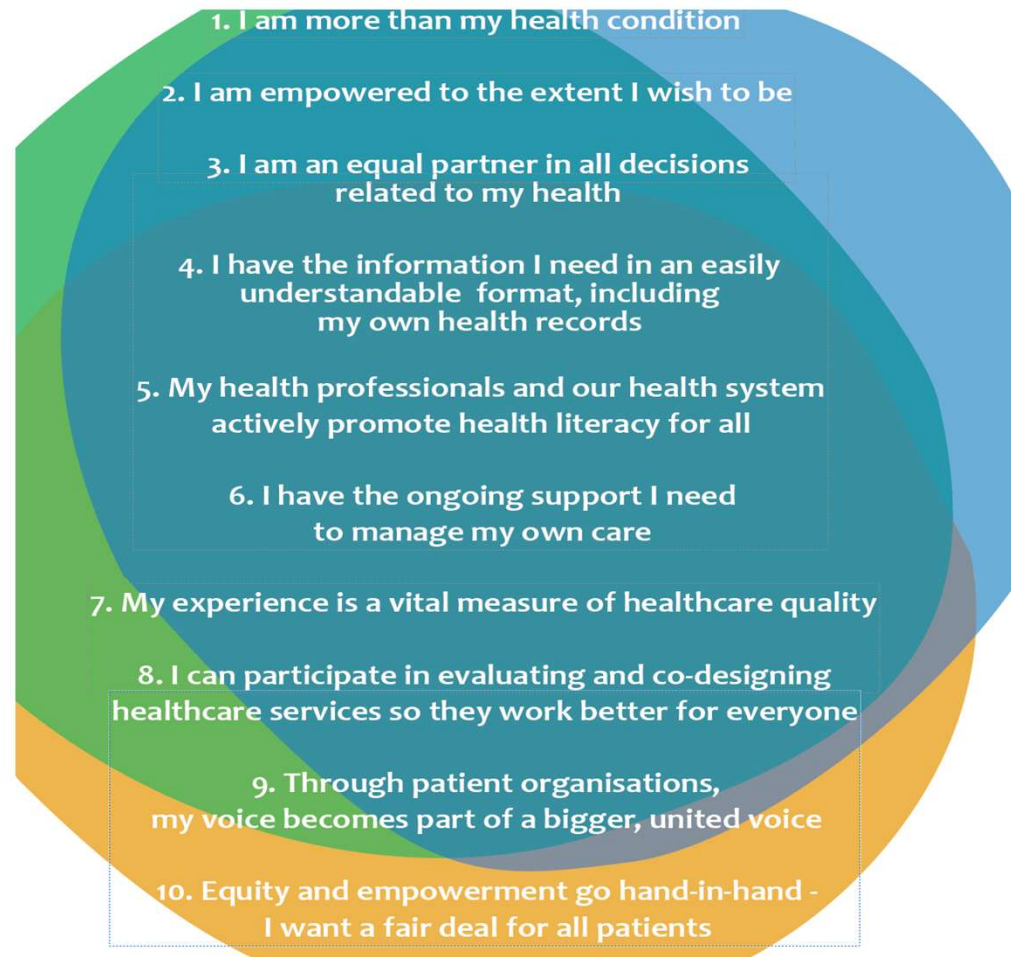 1. I am more than my health condition
2. I am empowered to the extent I wish to be
3. I am an equal partner in all decisions
related to my health
4. I have the information I need in an easily
understandable format, including
my own health records
5. My health professionals and our health system
actively promote health literacy for all
6. I have the ongoing support I need
to manage my own care
7. My experience is a vital measure of healthcare quality
8. I can participate in evaluating and co-designing
healthcare services so they work better for everyone
9. Through patient organisations,
my voice becomes part of a bigger, united voice
10. Equity and empowerment go hand-in-hand -
I want a fair deal for all patients